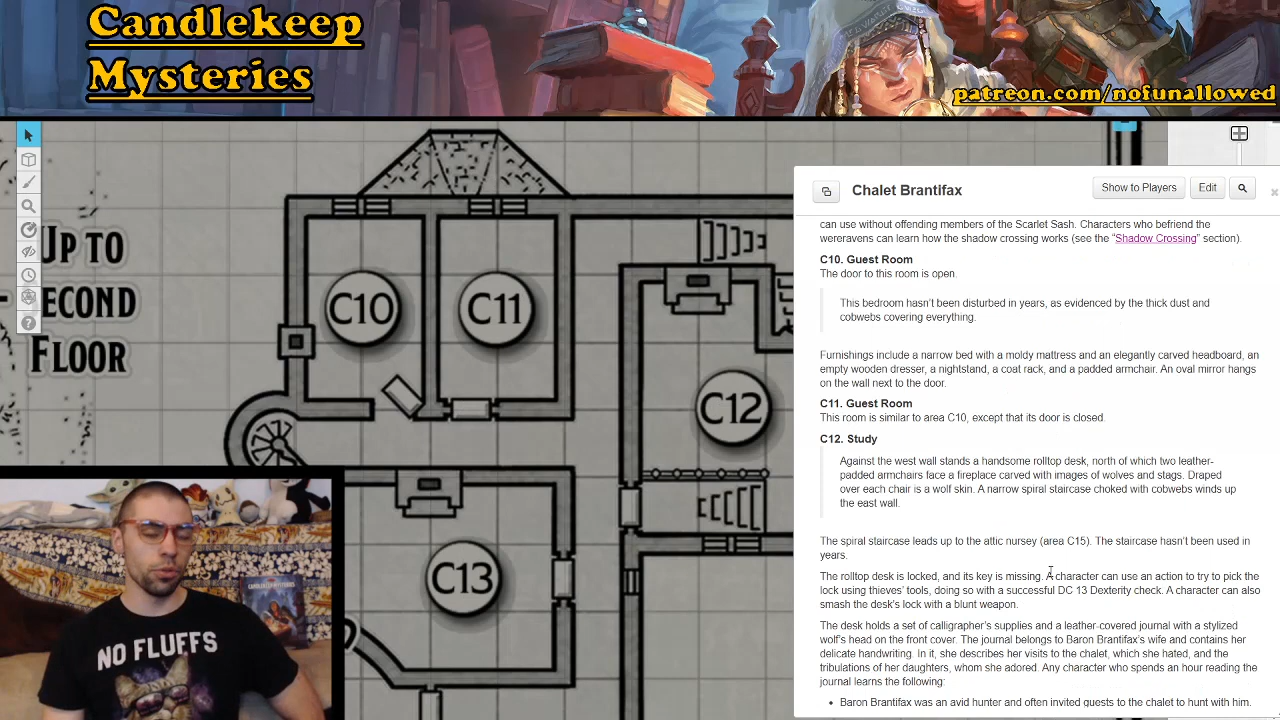 Candlekeep
Mysteries
patreon.com/nofunallowed
UP TO
SECOND
FLOOR
C10
C11
C12
C13
NO FLUFFS
Chalet Brantifax
Show to Players
Edit
can use without offending members of the Scarlet Sash. Characters who befriend the
wereravens can learn how the shadow crossing works (see the "Shadow Crossing" section).
C10. Guest Room
The door to this room is open.
This bedroom hasn't been disturbed in years, as evidenced by the thick dust and
cobwebs covering everything.
Furnishings include a narrow bed with a moldy mattress and an elegantly carved headboard, an
empty wooden dresser, a nightstand, a coat rack, and a padded armchair. An oval mirror hangs
on the wall next to the door.
C11. Guest Room
This room is similar to area C10, except that its door is closed.
C12. Study
Against the west wall stands a handsome rolltop desk, north of which two leather-
padded armchairs face a fireplace carved with images of wolves and stags. Draped
over each chair is a wolf skin. A narrow spiral staircase choked with cobwebs winds up
the east wall.
The spiral staircase leads up to the attic nursey (area C15). The staircase hasn't been used in
years.
The rolltop desk is locked, and its key is missing. A character can use an action to try to pick the
lock using thieves' tools, doing so with a successful DC 13 Dexterity check. A character can also
smash the desk's lock with a blunt weapon.
The desk holds a set of calligrapher's supplies and a leather-covered journal with a stylized
wolf's head on the front cover. The journal belongs to Baron Brantifax's wife and contains her
delicate handwriting. In it, she describes her visits to the chalet, which she hated, and the
tribulations of her daughters, whom she adored. Any character who spends an hour reading the
journal learns the following:
• Baron Brantifax was an avid hunter and often invited guests to the chalet to hunt with him.